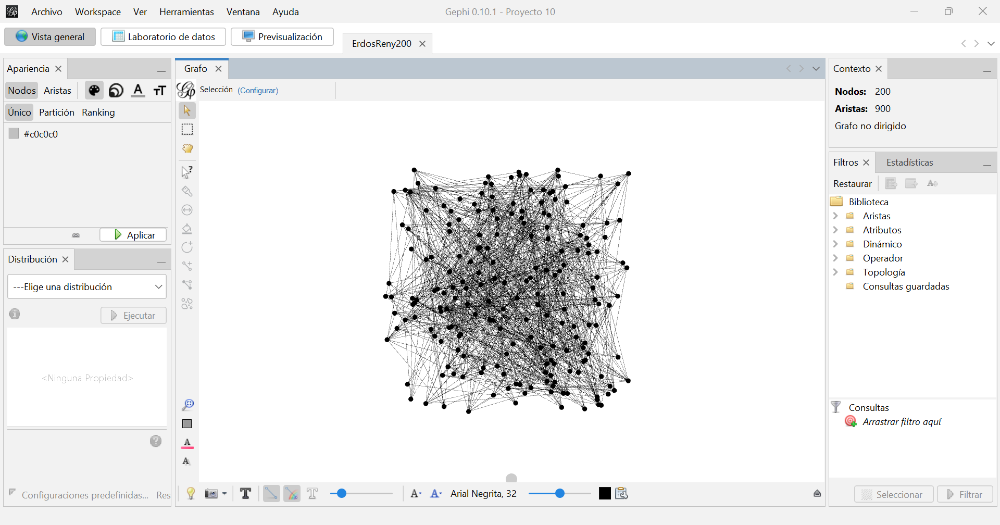 Archivo Workspace Ver Herramientas Ventana Ayuda Gephi 0.10.1 - Proyecto 10
Vista general Laboratorio de datos Previsualización ErdosReny200
Apariencia
Nodos Aristas
Único Partición Ranking
#c0c0c0
Aplicar
Distribución
---Elige una distribución
Ejecutar
<Ninguna Propiedad>
Configuraciones predefinidas... Res
Grafo
Selección (Configurar)
Arial Negrita, 32
Contexto
Nodos: 200
Aristas: 900
Grafo no dirigido
Filtros Estadísticas
Restaurar
Biblioteca
Aristas
Atributos
Dinámico
Operador
Topología
Consultas guardadas
Consultas
Arrastrar filtro aquí
Seleccionar Filtrar